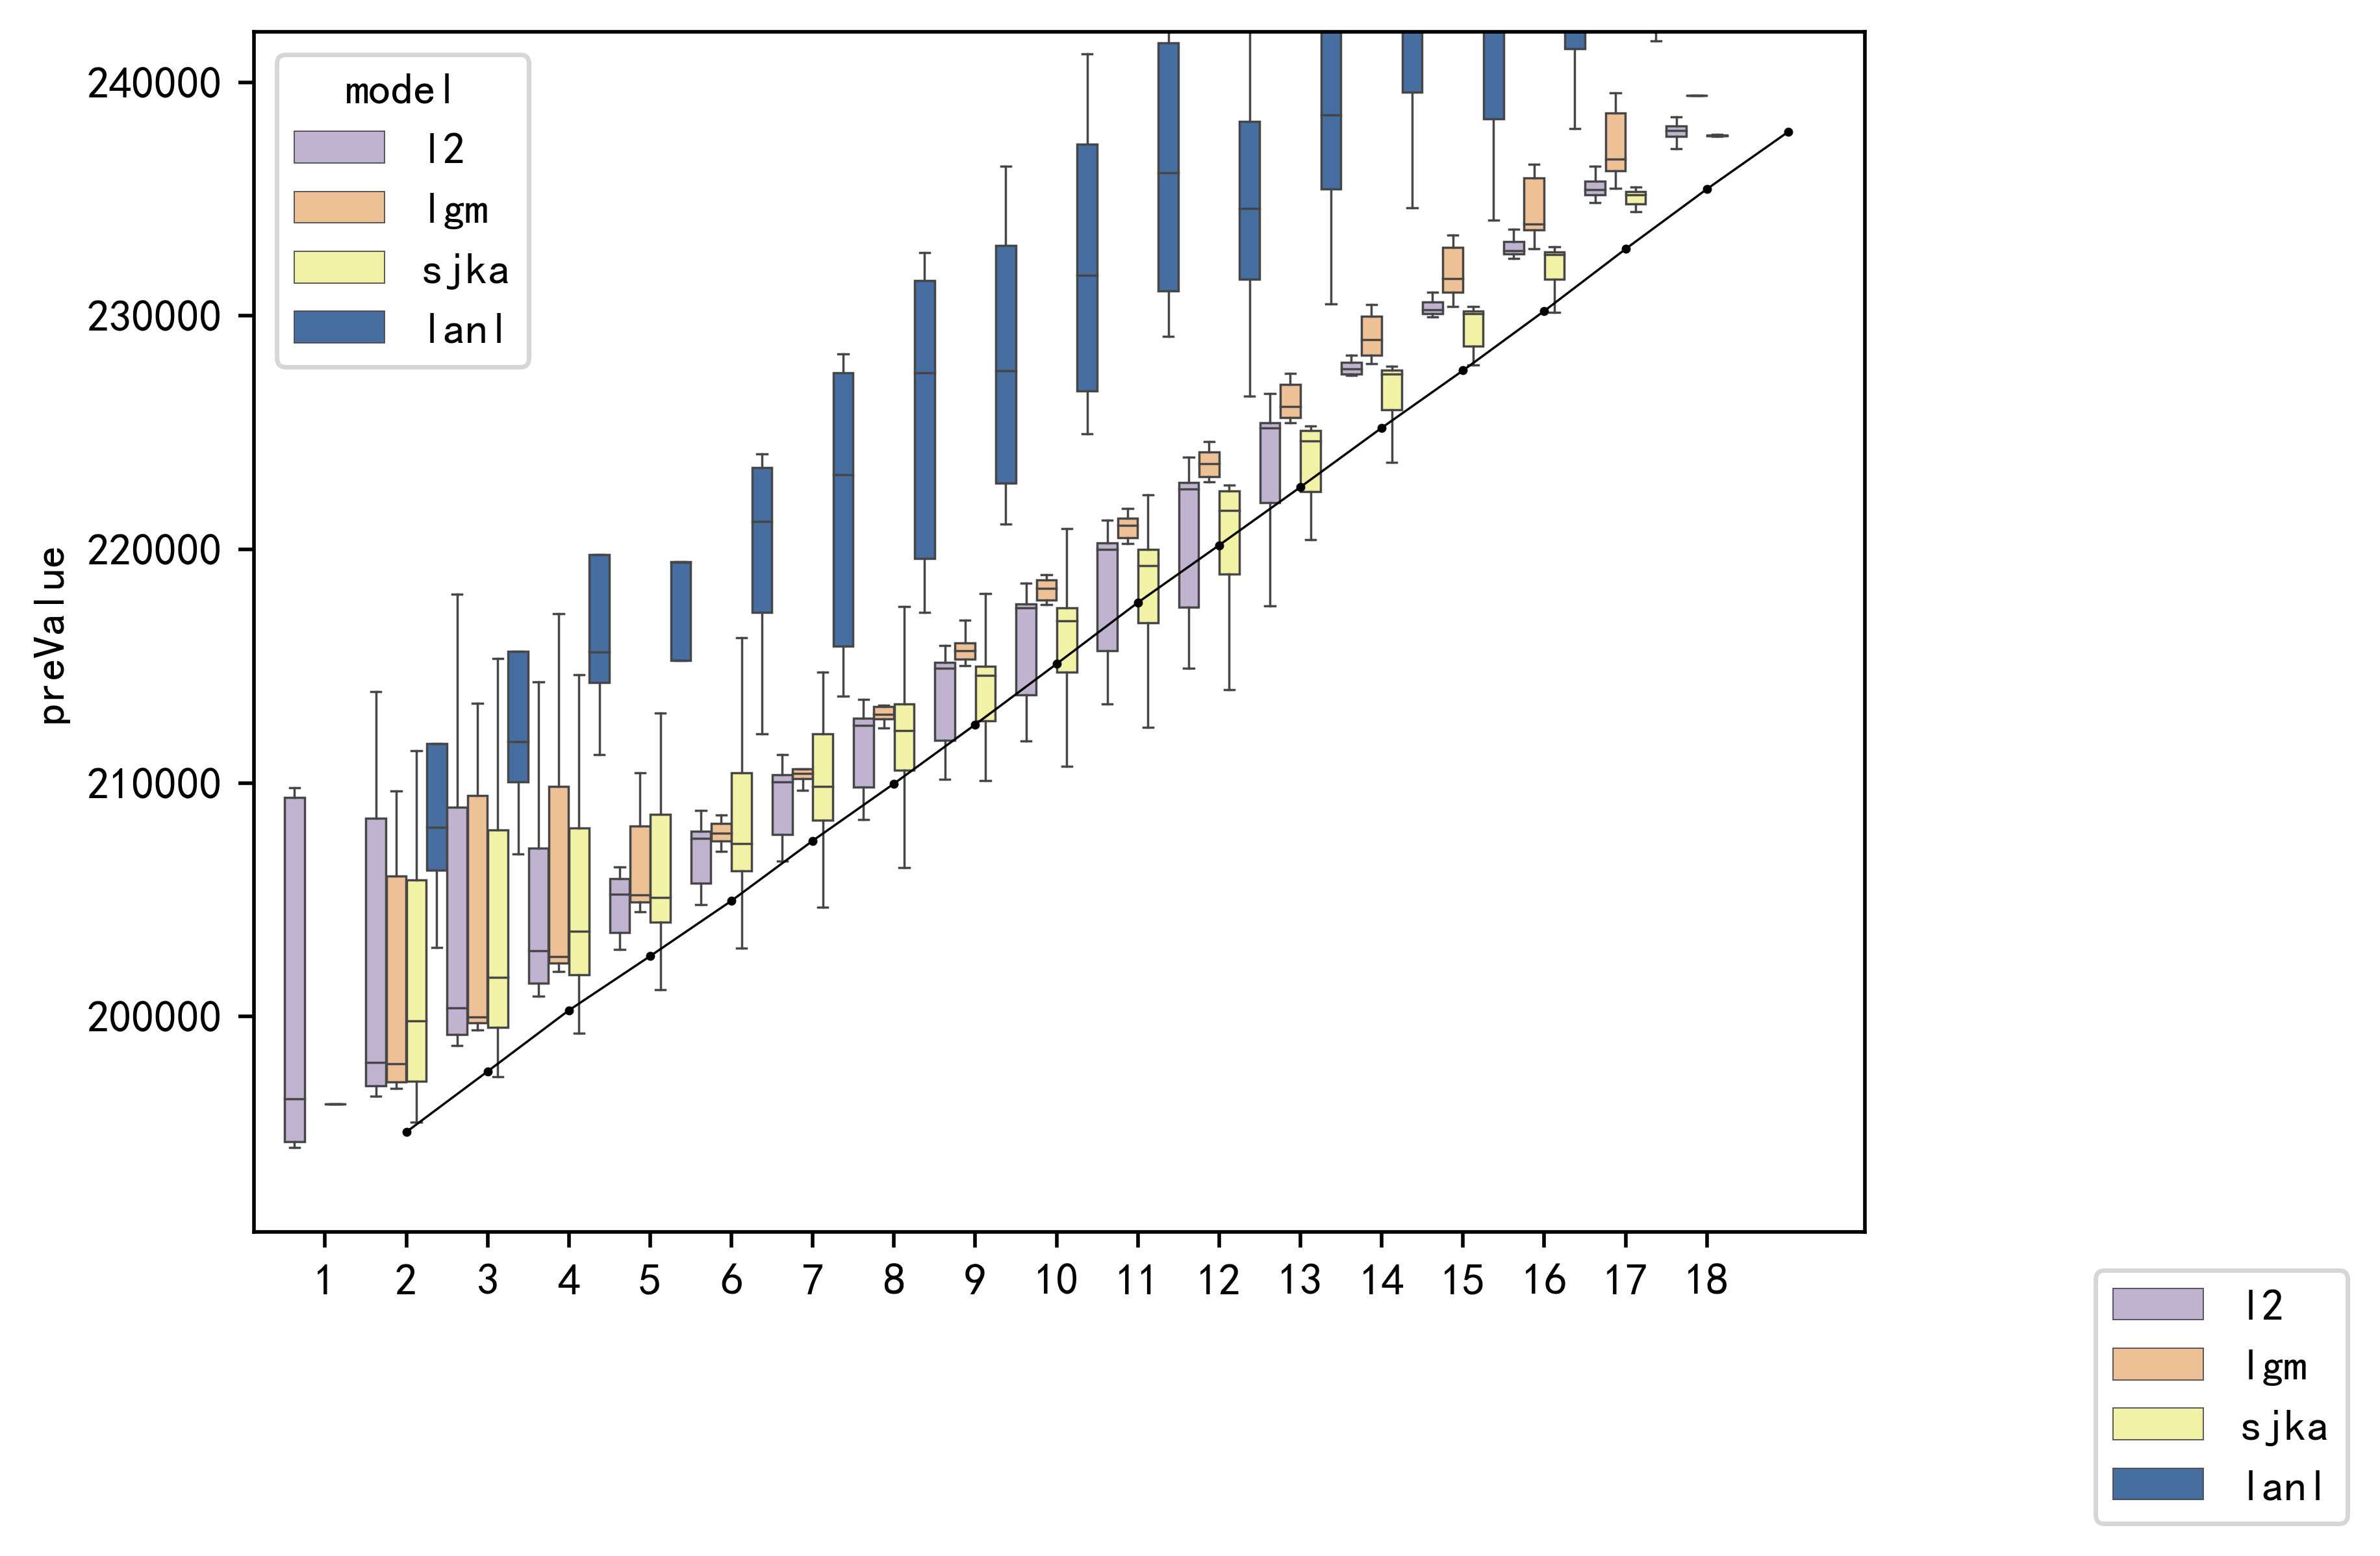 preValue
240000
230000
220000
210000
200000
model
l2
lgm
sjka
lanl
1 2 3 4 5 6 7 8 9 10 11 12 13 14 15 16 17 18
l2
lgm
sjka
lanl